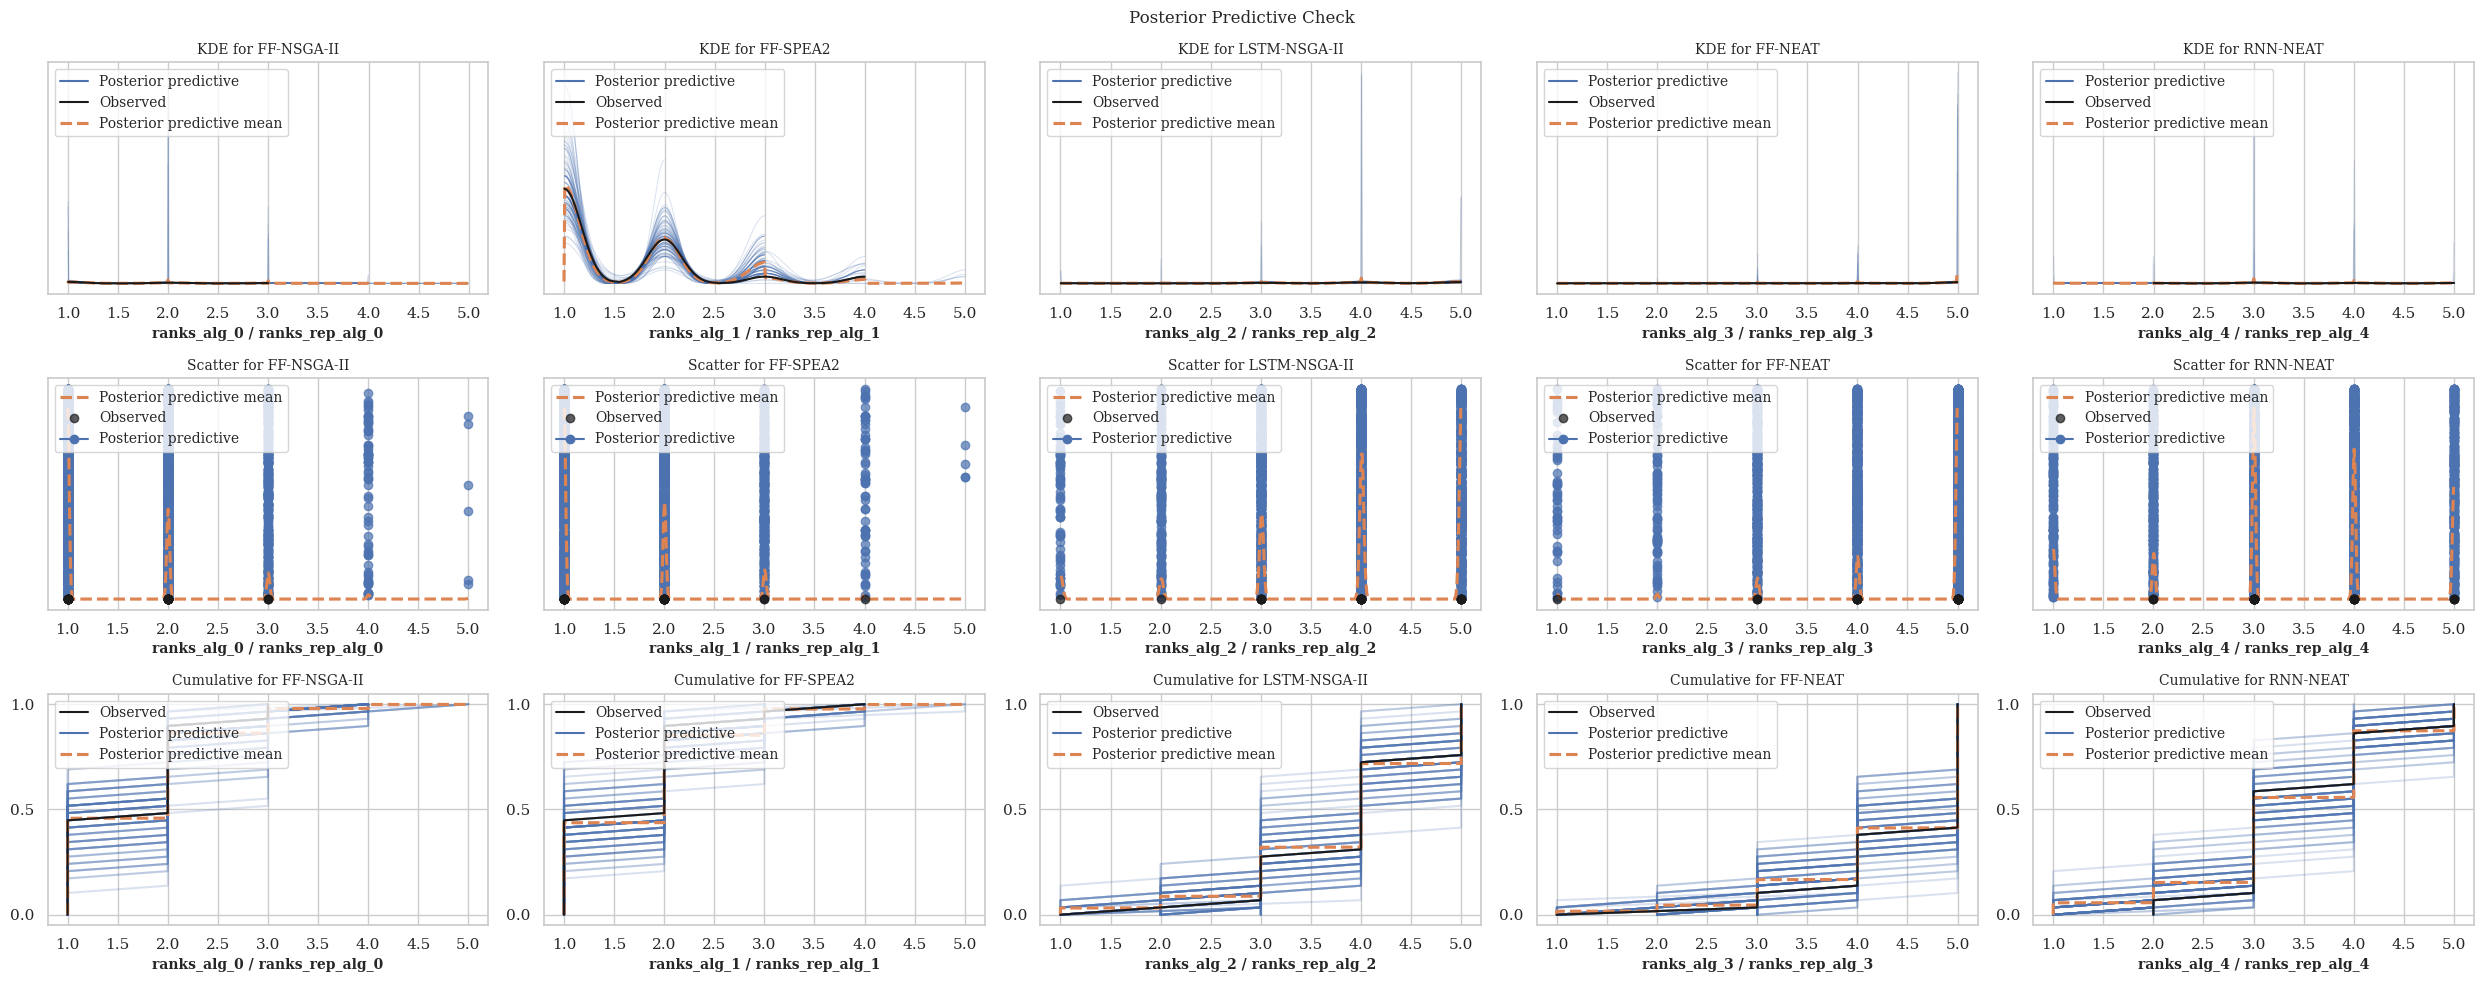 Posterior Predictive Check
KDE for FF-NSGA-II
Posterior predictive
Observed
Posterior predictive mean
1.0 1.5 2.0 2.5 3.0 3.5 4.0 4.5 5.0
ranks_alg_0 / ranks_rep_alg_0
KDE for FF-SPEA2
Posterior predictive
Observed
Posterior predictive mean
1.0 1.5 2.0 2.5 3.0 3.5 4.0 4.5 5.0
ranks_alg_1 / ranks_rep_alg_1
KDE for LSTM-NSGA-II
Posterior predictive
Observed
Posterior predictive mean
1.0 1.5 2.0 2.5 3.0 3.5 4.0 4.5 5.0
ranks_alg_2 / ranks_rep_alg_2
KDE for FF-NEAT
Posterior predictive
Observed
Posterior predictive mean
1.0 1.5 2.0 2.5 3.0 3.5 4.0 4.5 5.0
ranks_alg_3 / ranks_rep_alg_3
KDE for RNN-NEAT
Posterior predictive
Observed
Posterior predictive mean
1.0 1.5 2.0 2.5 3.0 3.5 4.0 4.5 5.0
ranks_alg_4 / ranks_rep_alg_4
Scatter for FF-NSGA-II
Posterior predictive mean
Observed
Posterior predictive
1.0 1.5 2.0 2.5 3.0 3.5 4.0 4.5 5.0
ranks_alg_0 / ranks_rep_alg_0
Scatter for FF-SPEA2
Posterior predictive mean
Observed
Posterior predictive
1.0 1.5 2.0 2.5 3.0 3.5 4.0 4.5 5.0
ranks_alg_1 / ranks_rep_alg_1
Scatter for LSTM-NSGA-II
Posterior predictive mean
Observed
Posterior predictive
1.0 1.5 2.0 2.5 3.0 3.5 4.0 4.5 5.0
ranks_alg_2 / ranks_rep_alg_2
Scatter for FF-NEAT
Posterior predictive mean
Observed
Posterior predictive
1.0 1.5 2.0 2.5 3.0 3.5 4.0 4.5 5.0
ranks_alg_3 / ranks_rep_alg_3
Scatter for RNN-NEAT
Posterior predictive mean
Observed
Posterior predictive
1.0 1.5 2.0 2.5 3.0 3.5 4.0 4.5 5.0
ranks_alg_4 / ranks_rep_alg_4
Cumulative for FF-NSGA-II
Observed
Posterior predictive
Posterior predictive mean
1.0
0.5
0.0
1.0 1.5 2.0 2.5 3.0 3.5 4.0 4.5 5.0
ranks_alg_0 / ranks_rep_alg_0
Cumulative for FF-SPEA2
Observed
Posterior predictive
Posterior predictive mean
1.0
0.5
0.0
1.0 1.5 2.0 2.5 3.0 3.5 4.0 4.5 5.0
ranks_alg_1 / ranks_rep_alg_1
Cumulative for LSTM-NSGA-II
Observed
Posterior predictive
Posterior predictive mean
1.0
0.5
0.0
1.0 1.5 2.0 2.5 3.0 3.5 4.0 4.5 5.0
ranks_alg_2 / ranks_rep_alg_2
Cumulative for FF-NEAT
Observed
Posterior predictive
Posterior predictive mean
1.0
0.5
0.0
1.0 1.5 2.0 2.5 3.0 3.5 4.0 4.5 5.0
ranks_alg_3 / ranks_rep_alg_3
Cumulative for RNN-NEAT
Observed
Posterior predictive
Posterior predictive mean
1.0
0.5
0.0
1.0 1.5 2.0 2.5 3.0 3.5 4.0 4.5 5.0
ranks_alg_4 / ranks_rep_alg_4